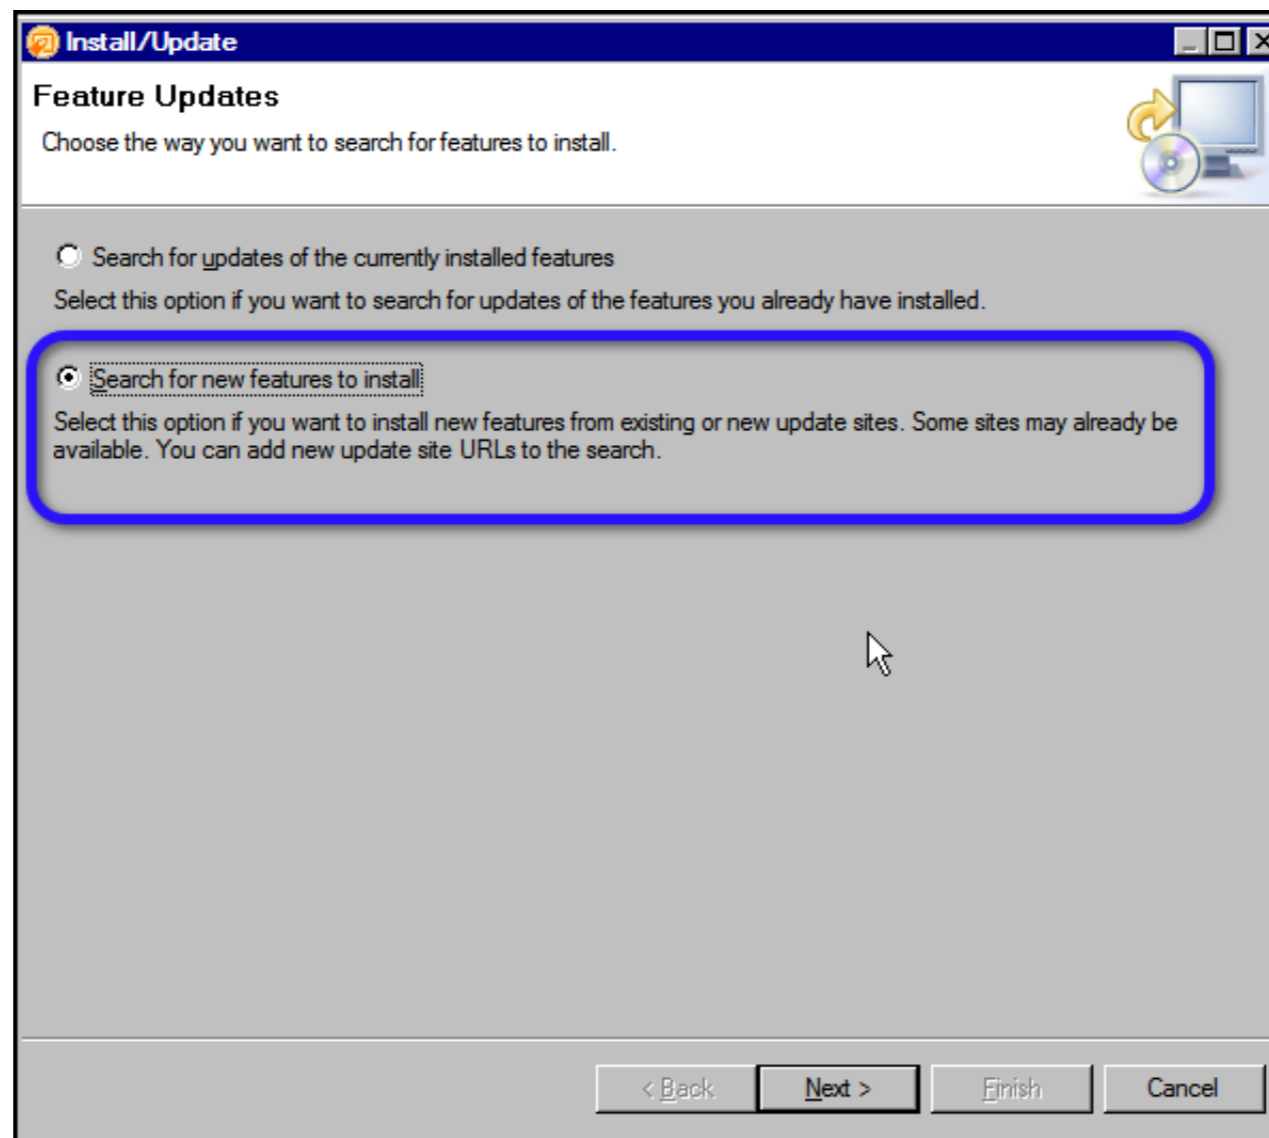 Install/Update
Feature Updates
Choose the way you want to search for features to install.
Search for updates of the currently installed features
Select this option if you want to search for updates of the features you already have installed.
Search for new features to install
Select this option if you want to install new features from existing or new update sites. Some sites may already be
available. You can add new update site URLs to the search.
< Back
Next >
Finish
Cancel